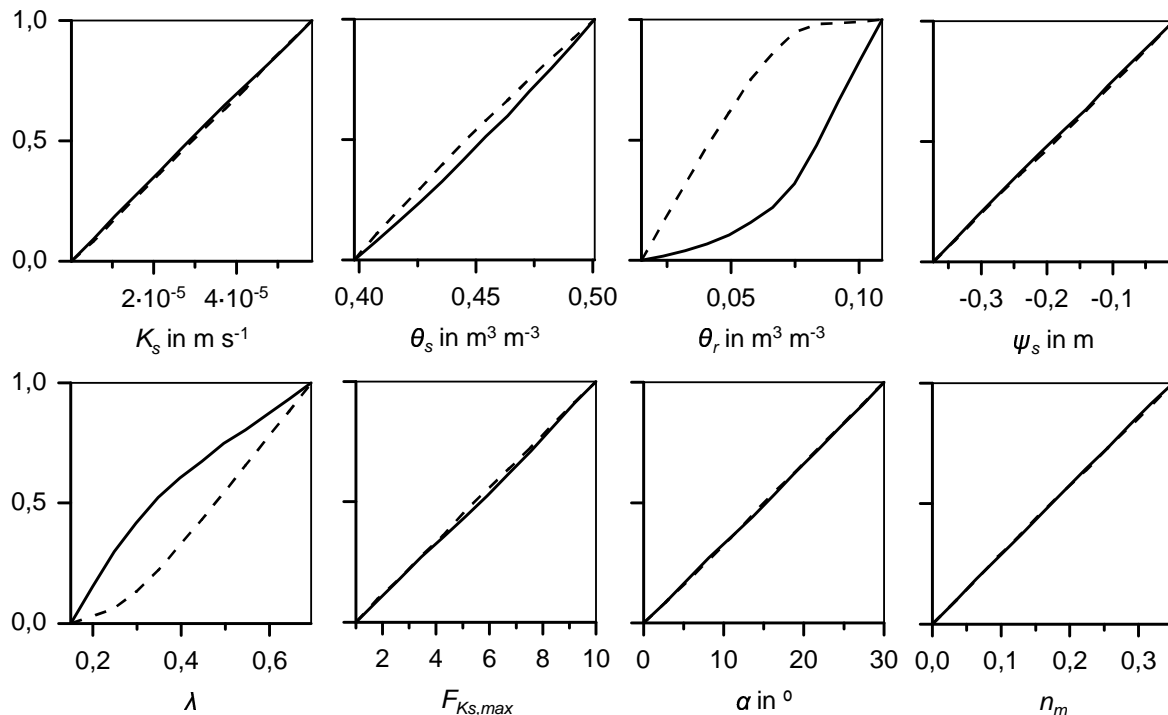 1,0
0,5
0,0
2·10-5 4·10-5
Ks in m s-1
0,40 0,45 0,50
θs in m3 m-3
0,05 0,10
θr in m3 m-3
-0,3 -0,2 -0,1
ψs in m
1,0
0,5
0,0
0,2 0,4 0,6
λ
2 4 6 8 10
FKs,max
0 10 20 30
α in º
0,0 0,1 0,2 0,3
nm